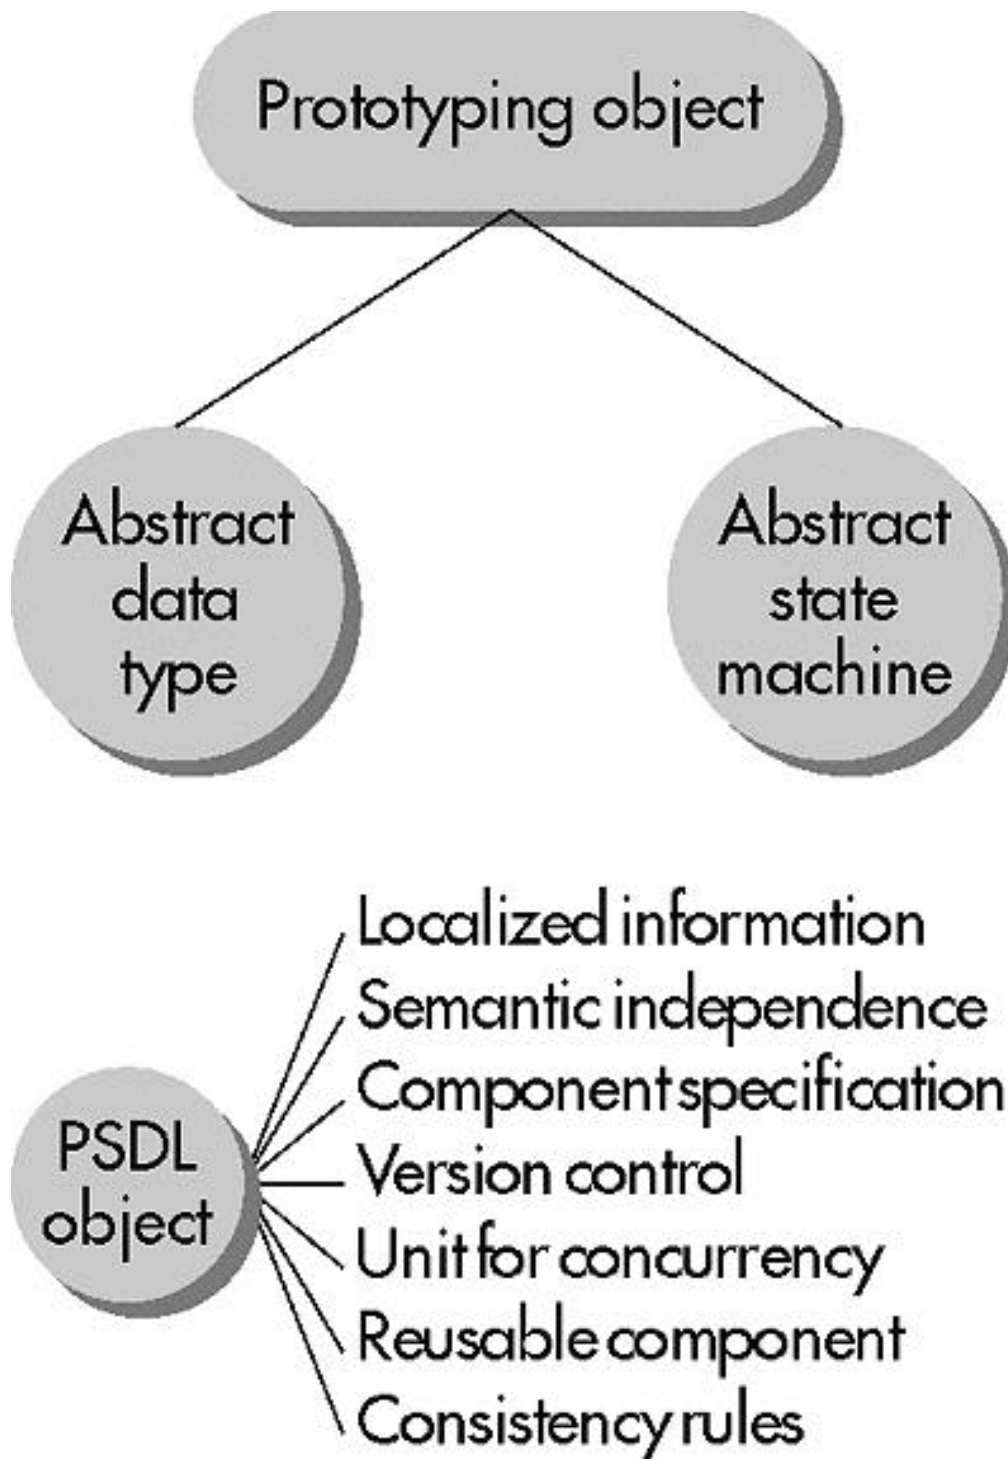 Prototyping object
Abstract
data
type
Abstract
state
machine
PSDL
object
Localized information
Semantic independence
Component specification
Version control
Unit for concurrency
Reusable component
Consistency rules